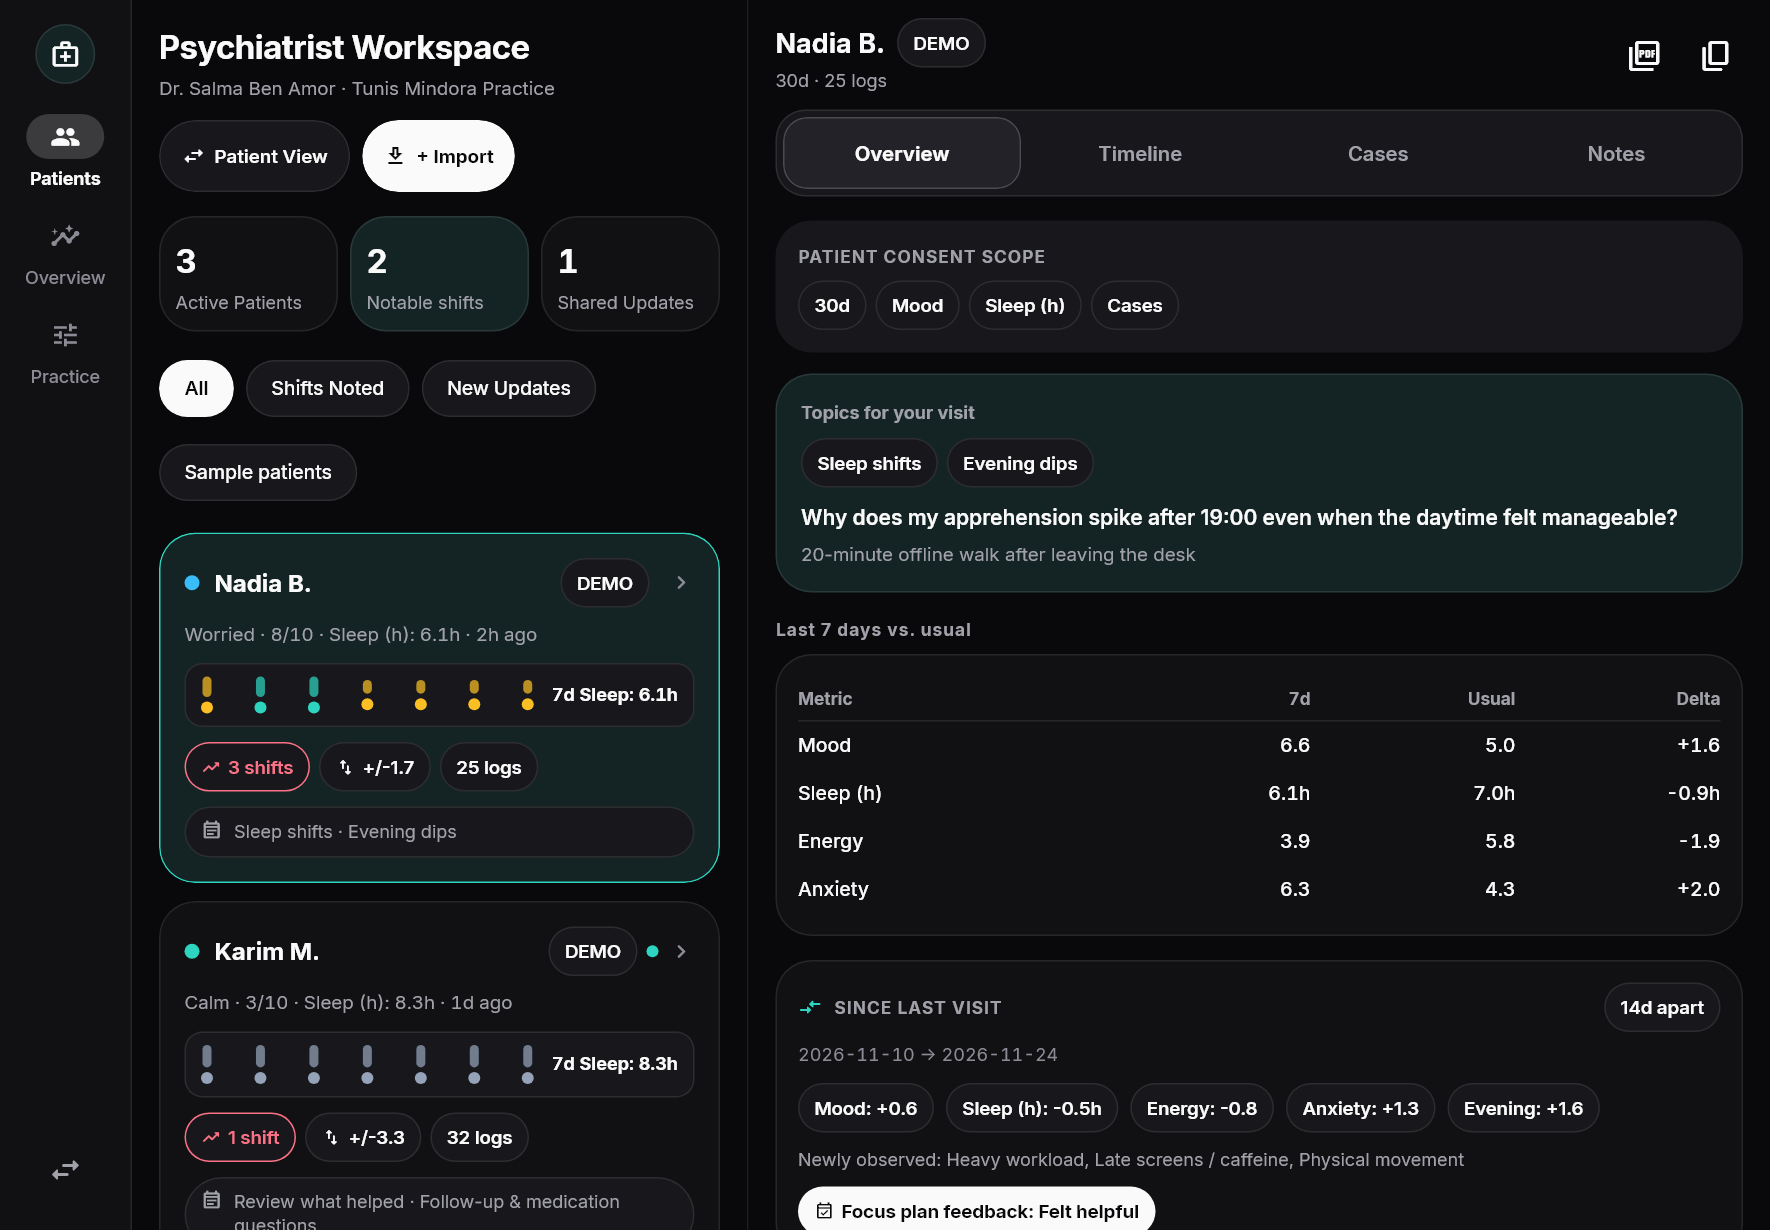 Patients
Overview
Practice
Psychiatrist Workspace
Dr. Salma Ben Amor · Tunis Mindora Practice
Patient View
+ Import
3
Active Patients
2
Notable shifts
1
Shared Updates
All
Shifts Noted
New Updates
Sample patients
Nadia B.
DEMO
Worried · 8/10 · Sleep (h): 6.1h · 2h ago
7d Sleep: 6.1h
3 shifts
+/-1.7
25 logs
Sleep shifts · Evening dips
Karim M.
DEMO
Calm · 3/10 · Sleep (h): 8.3h · 1d ago
7d Sleep: 8.3h
1 shift
+/-3.3
32 logs
Review what helped · Follow-up & medication
questions
Nadia B.
DEMO
30d · 25 logs
PDF
Overview
Timeline
Cases
Notes
PATIENT CONSENT SCOPE
30d
Mood
Sleep (h)
Cases
Topics for your visit
Sleep shifts
Evening dips
Why does my apprehension spike after 19:00 even when the daytime felt manageable?
20-minute offline walk after leaving the desk
Last 7 days vs. usual
Metric 7d Usual Delta
Mood 6.6 5.0 +1.6
Sleep (h) 6.1h 7.0h -0.9h
Energy 3.9 5.8 -1.9
Anxiety 6.3 4.3 +2.0
SINCE LAST VISIT
14d apart
2026-11-10 → 2026-11-24
Mood: +0.6
Sleep (h): -0.5h
Energy: -0.8
Anxiety: +1.3
Evening: +1.6
Newly observed: Heavy workload, Late screens / caffeine, Physical movement
Focus plan feedback: Felt helpful